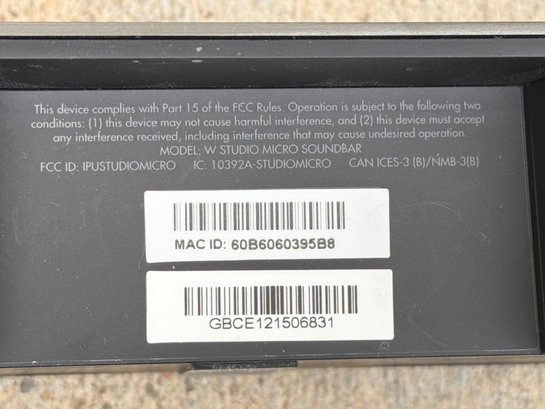 This device complies with Part 15 of the FCC Rules. Operation is subject to the following two
conditions: (1) this device may not cause harmful interference, and (2) this device must accept
any interference received, including interference that may cause undesired operation.
MODEL: W STUDIO MICRO SOUNDBAR
FCC ID: IPUSTUDIOMICRO IC: 10392A-STUDIOMICRO CAN ICES-3 (B)/NMB-3(B)
MAC ID: 60B6060395B8
GBCE121506831